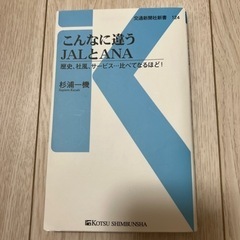 交通新聞社新書 124
こんなに違う
JALとANA
歴史、社風、サービス…比べてなるほど!
杉浦一機
KOTSU SHIMBUNSHA